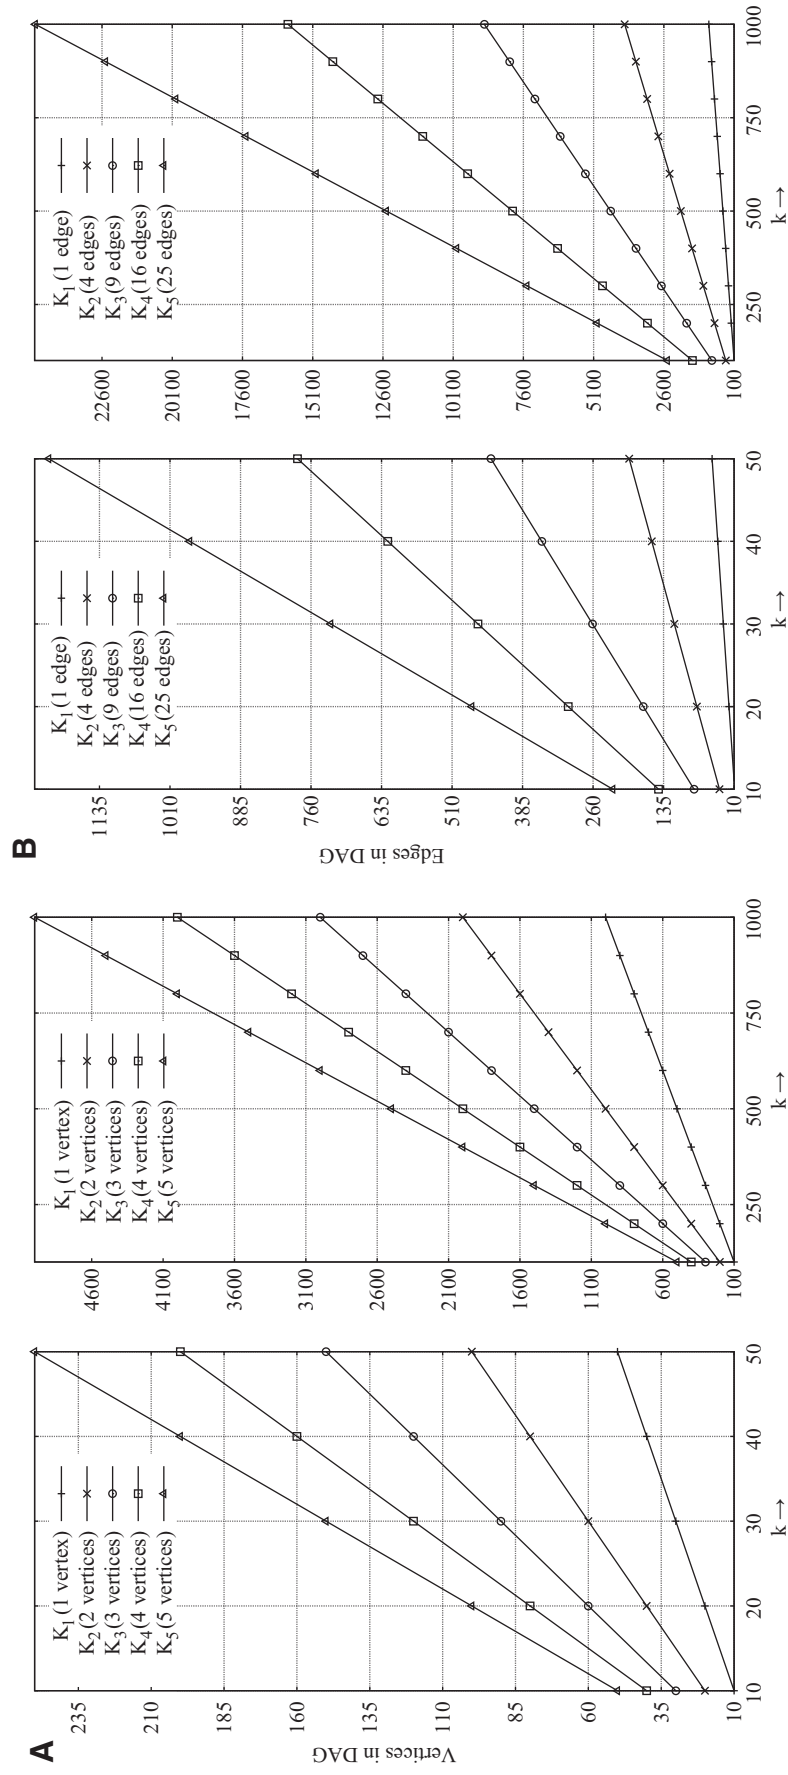 A
Vertices in DAG
235
210
185
160
135
110
85
60
35
10
10
20
30
40
50
k →
K1 (1 vertex)
K2 (2 vertices)
K3 (3 vertices)
K4 (4 vertices)
K5 (5 vertices)
4600
4100
3600
3100
2600
2100
1600
1100
600
100
250
500
750
1000
k →
K1 (1 vertex)
K2 (2 vertices)
K3 (3 vertices)
K4 (4 vertices)
K5 (5 vertices)
B
Edges in DAG
1135
1010
885
760
635
510
385
260
135
10
10
20
30
40
50
k →
K1 (1 edge)
K2 (4 edges)
K3 (9 edges)
K4 (16 edges)
K5 (25 edges)
22600
20100
17600
15100
12600
10100
7600
5100
2600
100
250
500
750
1000
k →
K1 (1 edge)
K2 (4 edges)
K3 (9 edges)
K4 (16 edges)
K5 (25 edges)